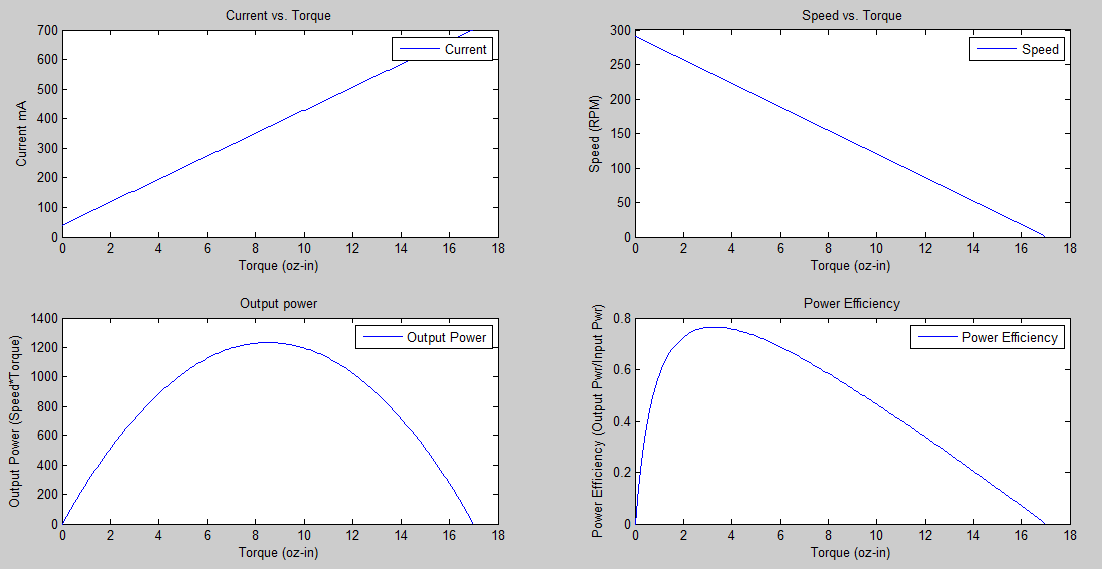 Current vs. Torque
Current mA
700
600
500
400
300
200
100
0
Current
0 2 4 6 8 10 12 14 16 18
Torque (oz-in)
Speed vs. Torque
Speed (RPM)
300
250
200
150
100
50
0
Speed
0 2 4 6 8 10 12 14 16 18
Torque (oz-in)
Output power
Output Power (Speed*Torque)
1400
1200
1000
800
600
400
200
0
Output Power
0 2 4 6 8 10 12 14 16 18
Torque (oz-in)
Power Efficiency
Power Efficiency (Output Pwr/Input Pwr)
0.8
0.6
0.4
0.2
0
Power Efficiency
0 2 4 6 8 10 12 14 16 18
Torque (oz-in)